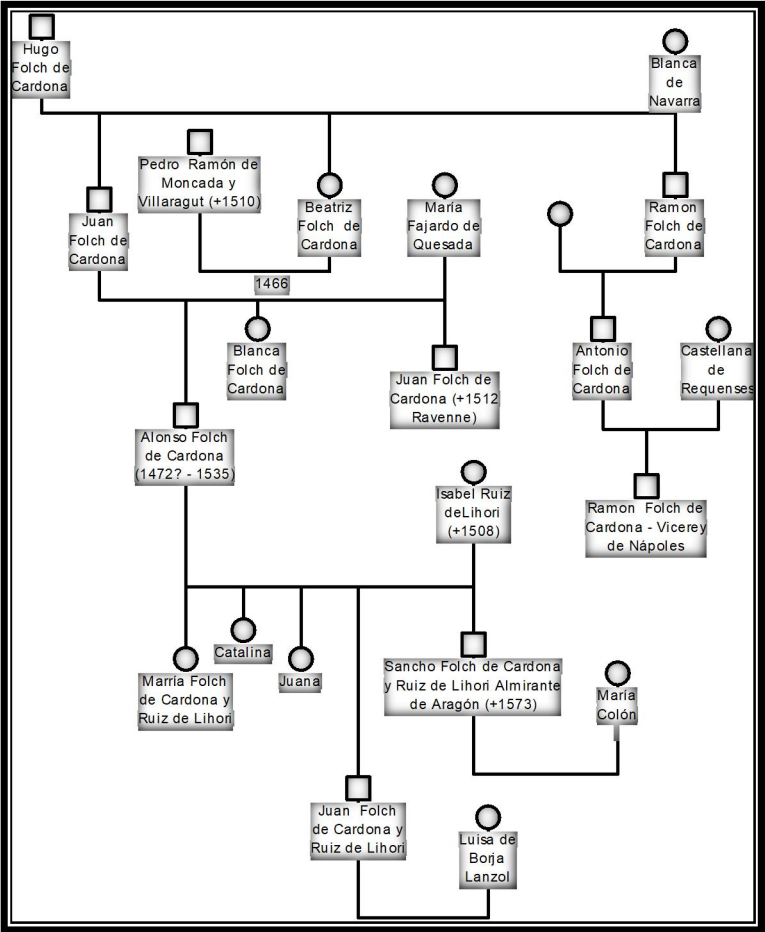 Hugo
Folch de
Cardona
Blanca
de
Navarra
Pedro Ramón de
Moncada y
Villaragut (+1510)
Juan
Folch de
Cardona
Beatriz
Folch de
Cardona
María
Fajardo de
Quesada
Ramon
Folch de
Cardona
1466
Blanca
Folch de
Cardona
Juan Folch de
Cardona (+1512
Ravenne)
Antonio
Folch de
Cardona
Castellana
de
Requenses
Alonso Folch
de Cardona
(1472? - 1535)
Isabel Ruiz
deLihori
(+1508)
Ramon Folch de
Cardona - Vicerey
de Nápoles
Marría Folch
de Cardona y
Ruiz de Lihori
Catalina
Juana
Sancho Folch de Cardona
y Ruiz de Lihori Almirante
de Aragón (+1573)
María
Colón
Juan Folch
de Cardona y
Ruiz de Lihori
Luisa de
Borja
Lanzol